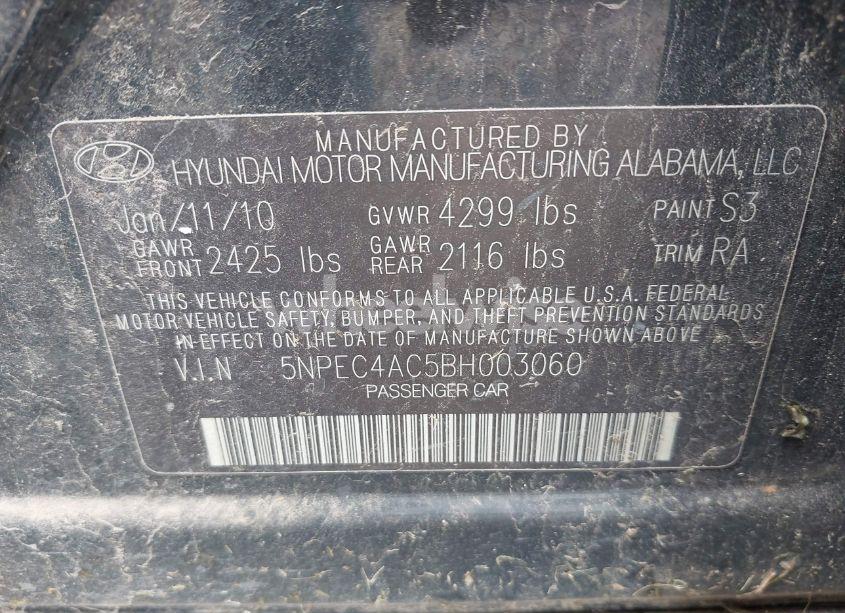 MANUFACTURED BY
HYUNDAI MOTOR MANUFACTURING ALABAMA, LLC
Jan/11/10 GVWR 4299 lbs PAINT S3
GAWR FRONT 2425 lbs GAWR REAR 2116 lbs TRIM RA
THIS VEHICLE CONFORMS TO ALL APPLICABLE U.S.A. FEDERAL
MOTOR VEHICLE SAFETY, BUMPER, AND THEFT PREVENTION STANDARDS
IN EFFECT ON THE DATE OF MANUFACTURE SHOWN ABOVE
V.I.N 5NPEC4AC5BH003060
PASSENGER CAR